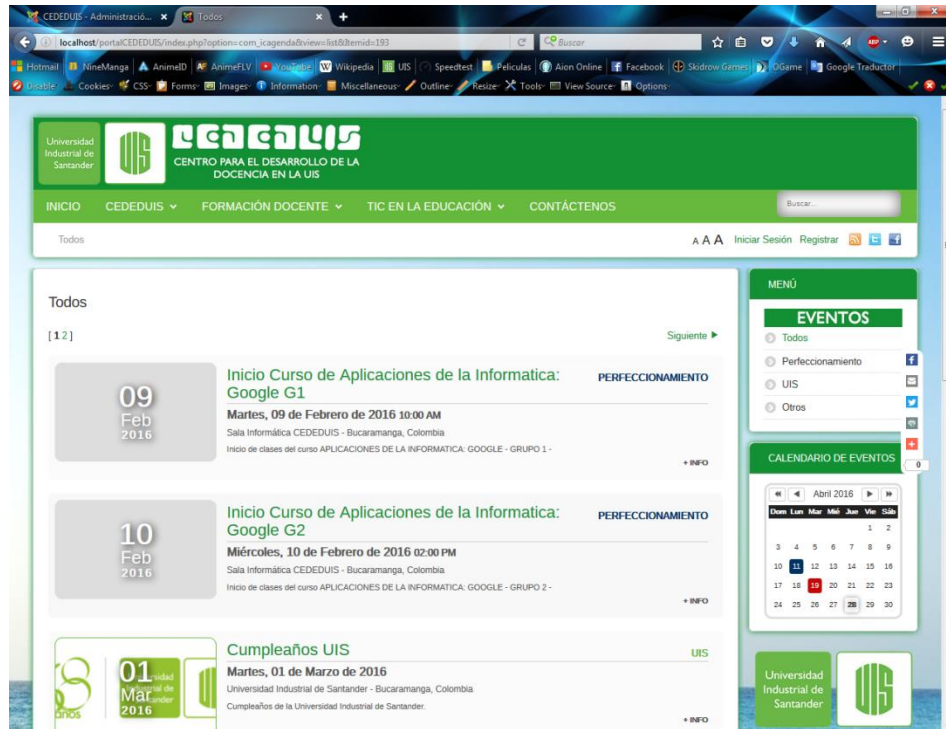 CEDEDUIS - Administració...
Todos
localhost/portalCEDEDUIS/index.php?option=com_icagenda&view=list&Itemid=193
Buscar
Hotmail NineManga AnimeID AnimeFLV YouTube Wikipedia UIS Speedtest Peliculas Aion Online Facebook Skidrow Games OGame Google Traductor
Disable Cookies CSS Forms Images Information Miscellaneous Outline Resize Tools View Source Options
Universidad
Industrial de
Santander
UIS
CEDEDUIS
CENTRO PARA EL DESARROLLO DE LA
DOCENCIA EN LA UIS
INICIO CEDEDUIS FORMACIÓN DOCENTE TIC EN LA EDUCACIÓN CONTÁCTENOS
Buscar...
Todos
A A A Iniciar Sesión Registrar
Todos
[ 1 2 ]
Siguiente
09
Feb
2016
Inicio Curso de Aplicaciones de la Informatica:
Google G1
PERFECCIONAMIENTO
Martes, 09 de Febrero de 2016 10:00 AM
Sala Informática CEDEDUIS - Bucaramanga, Colombia
Inicio de clases del curso APLICACIONES DE LA INFORMATICA: GOOGLE - GRUPO 1 -
+ INFO
10
Feb
2016
Inicio Curso de Aplicaciones de la Informatica:
Google G2
PERFECCIONAMIENTO
Miércoles, 10 de Febrero de 2016 02:00 PM
Sala Informática CEDEDUIS - Bucaramanga, Colombia
Inicio de clases del curso APLICACIONES DE LA INFORMATICA: GOOGLE - GRUPO 2 -
+ INFO
01
Mar
2016
Cumpleaños UIS
UIS
Martes, 01 de Marzo de 2016
Universidad Industrial de Santander - Bucaramanga, Colombia
Cumpleaños de la Universidad Industrial de Santander.
+ INFO
MENÚ
EVENTOS
Todos
Perfeccionamiento
UIS
Otros
0
CALENDARIO DE EVENTOS
Abril 2016
Dom Lun Mar Mié Jue Vie Sáb
1 2
3 4 5 6 7 8 9
10 11 12 13 14 15 16
17 18 19 20 21 22 23
24 25 26 27 28 29 30
Universidad
Industrial de
Santander
UIS